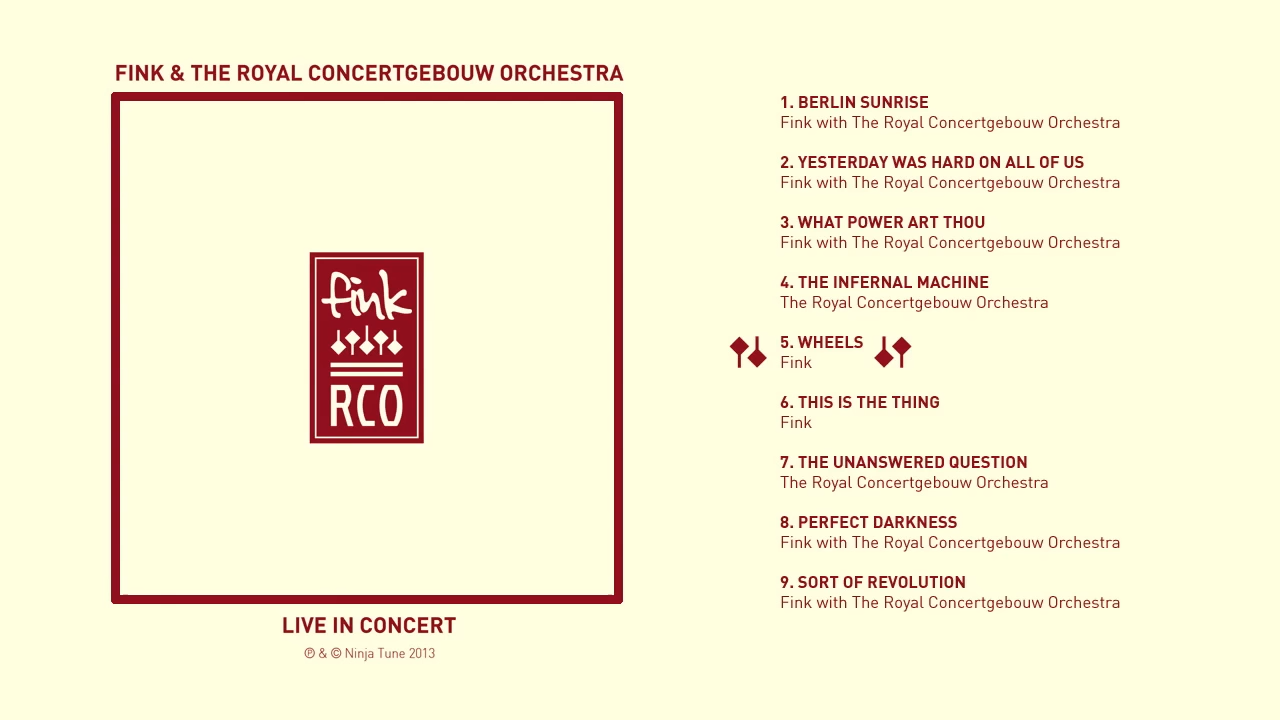 FINK & THE ROYAL CONCERTGEBOUW ORCHESTRA
fink
RCO
LIVE IN CONCERT
℗ & © Ninja Tune 2013
1. BERLIN SUNRISE
Fink with The Royal Concertgebouw Orchestra
2. YESTERDAY WAS HARD ON ALL OF US
Fink with The Royal Concertgebouw Orchestra
3. WHAT POWER ART THOU
Fink with The Royal Concertgebouw Orchestra
4. THE INFERNAL MACHINE
The Royal Concertgebouw Orchestra
5. WHEELS
Fink
6. THIS IS THE THING
Fink
7. THE UNANSWERED QUESTION
The Royal Concertgebouw Orchestra
8. PERFECT DARKNESS
Fink with The Royal Concertgebouw Orchestra
9. SORT OF REVOLUTION
Fink with The Royal Concertgebouw Orchestra